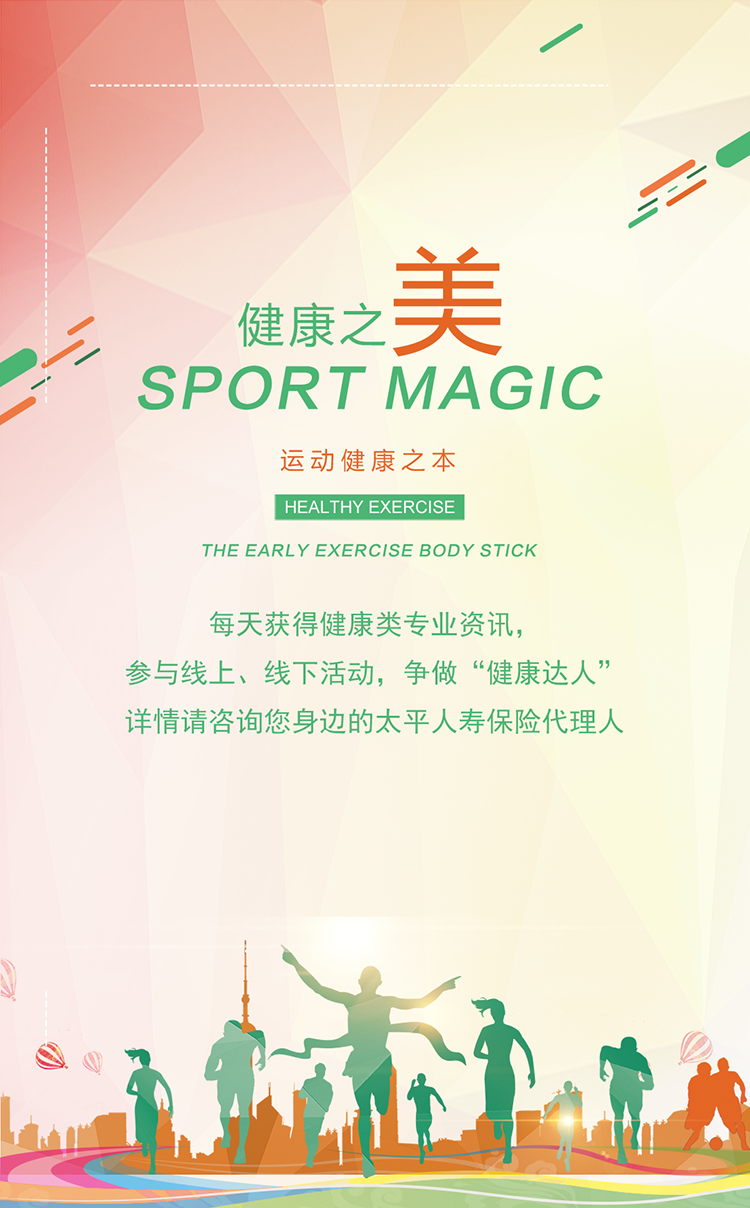 健康之美
SPORT MAGIC
运动健康之本
HEALTHY EXERCISE
THE EARLY EXERCISE BODY STICK
每天获得健康类专业资讯，
参与线上、线下活动，争做“健康达人”
详情请咨询您身边的太平人寿保险代理人